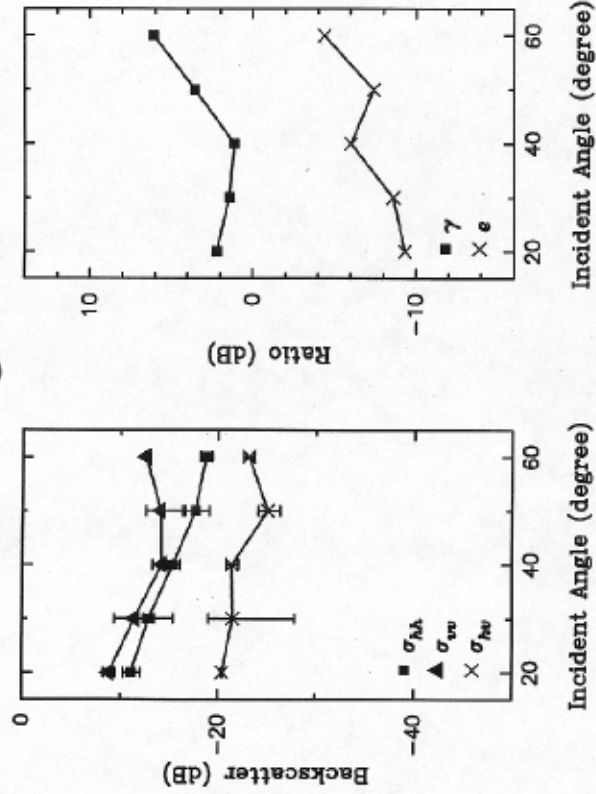 0
−20
−40
Backscatter (dB)
σhh
σvv
σhv
20
40
60
Incident Angle (degree)
10
0
−10
Ratio (dB)
γ
e
20
40
60
Incident Angle (degree)